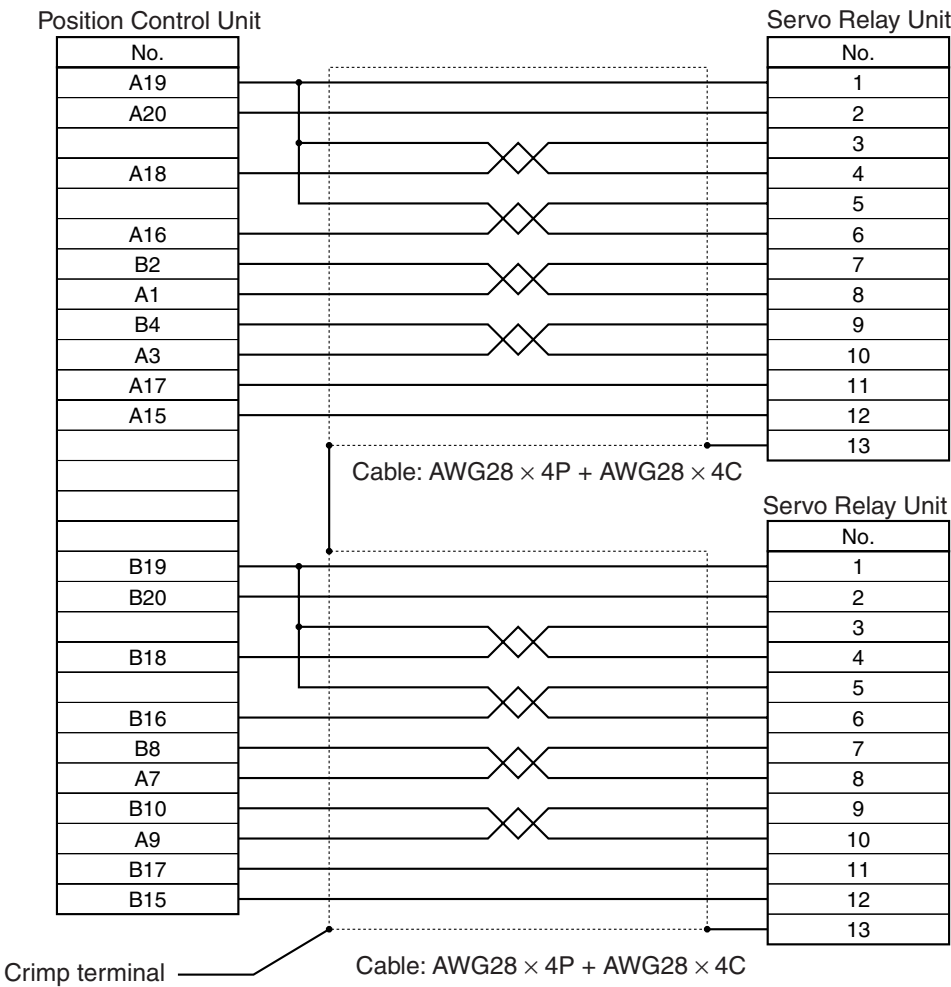 Position Control Unit
Servo Relay Unit
No.
No.
A19
1
A20
2
3
A18
4
5
A16
6
B2
7
A1
8
B4
9
A3
10
A17
11
A15
12
13
Cable: AWG28 × 4P + AWG28 × 4C
Servo Relay Unit
No.
B19
1
B20
2
3
B18
4
5
B16
6
B8
7
A7
8
B10
9
A9
10
B17
11
B15
12
13
Crimp terminal
Cable: AWG28 × 4P + AWG28 × 4C